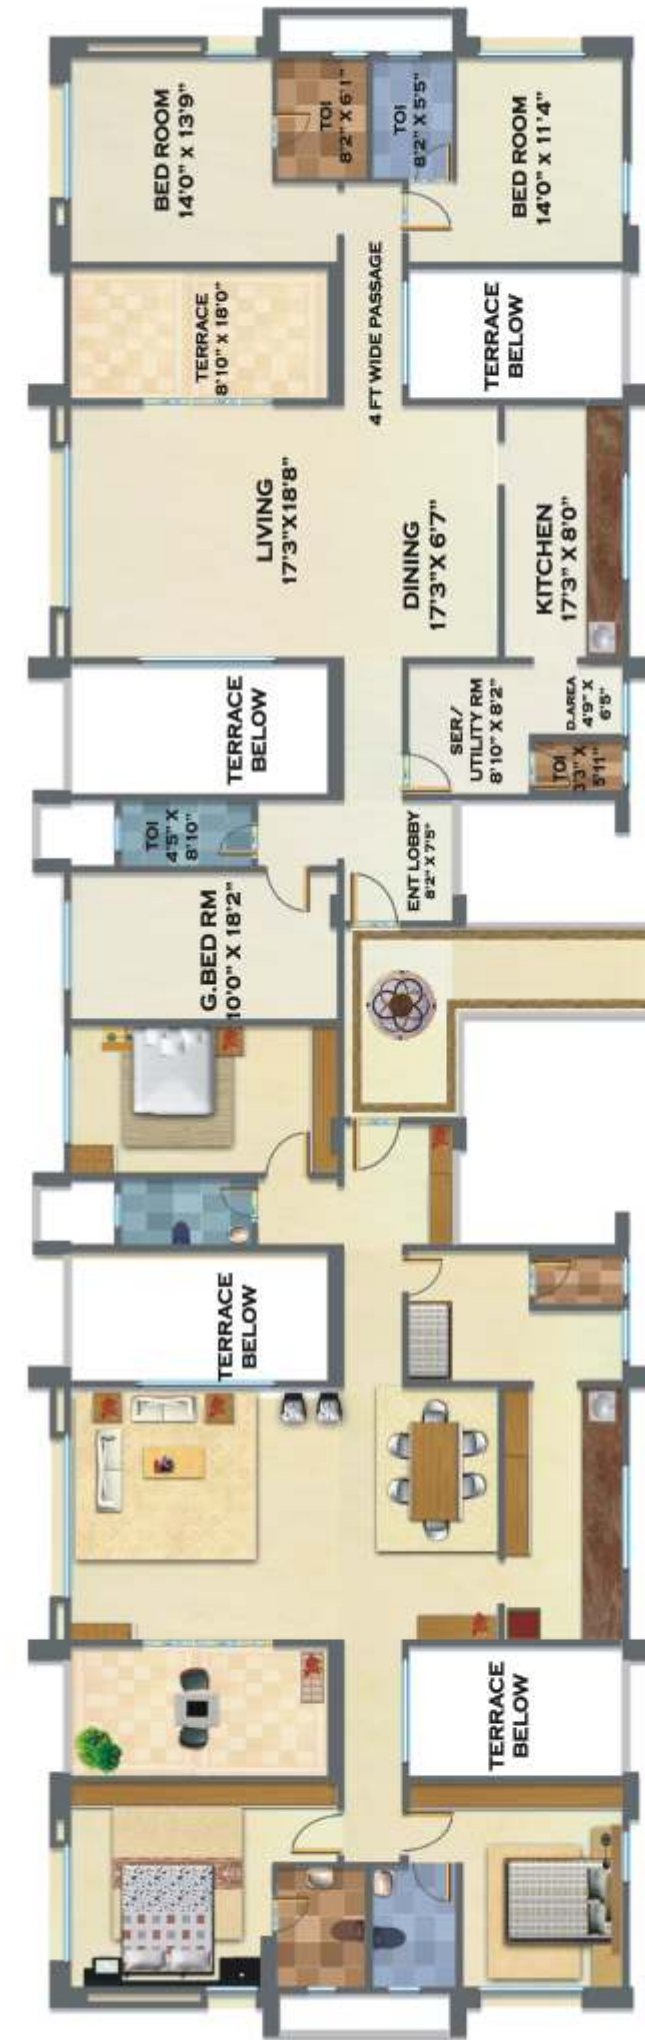 BED ROOM
14'0" X 13'9"
TOI
8'2" X 6'1"
TOI
8'2" X 5'5"
BED ROOM
14'0" X 11'4"
TERRACE
8'10" X 18'0"
4 FT WIDE PASSAGE
TERRACE
BELOW
LIVING
17'3"X18'8"
DINING
17'3"X 6'7"
KITCHEN
17'3" X 8'0"
TERRACE
BELOW
SER/
UTILITY RM
8'10" X 8'2"
D.AREA
4'9" X
6'5"
TOI
3'3" X
5'11"
TOI
4'5" X
8'10"
ENT LOBBY
8'2" X 7'5"
G.BED RM
10'0" X 18'2"
TERRACE
BELOW
TERRACE
BELOW